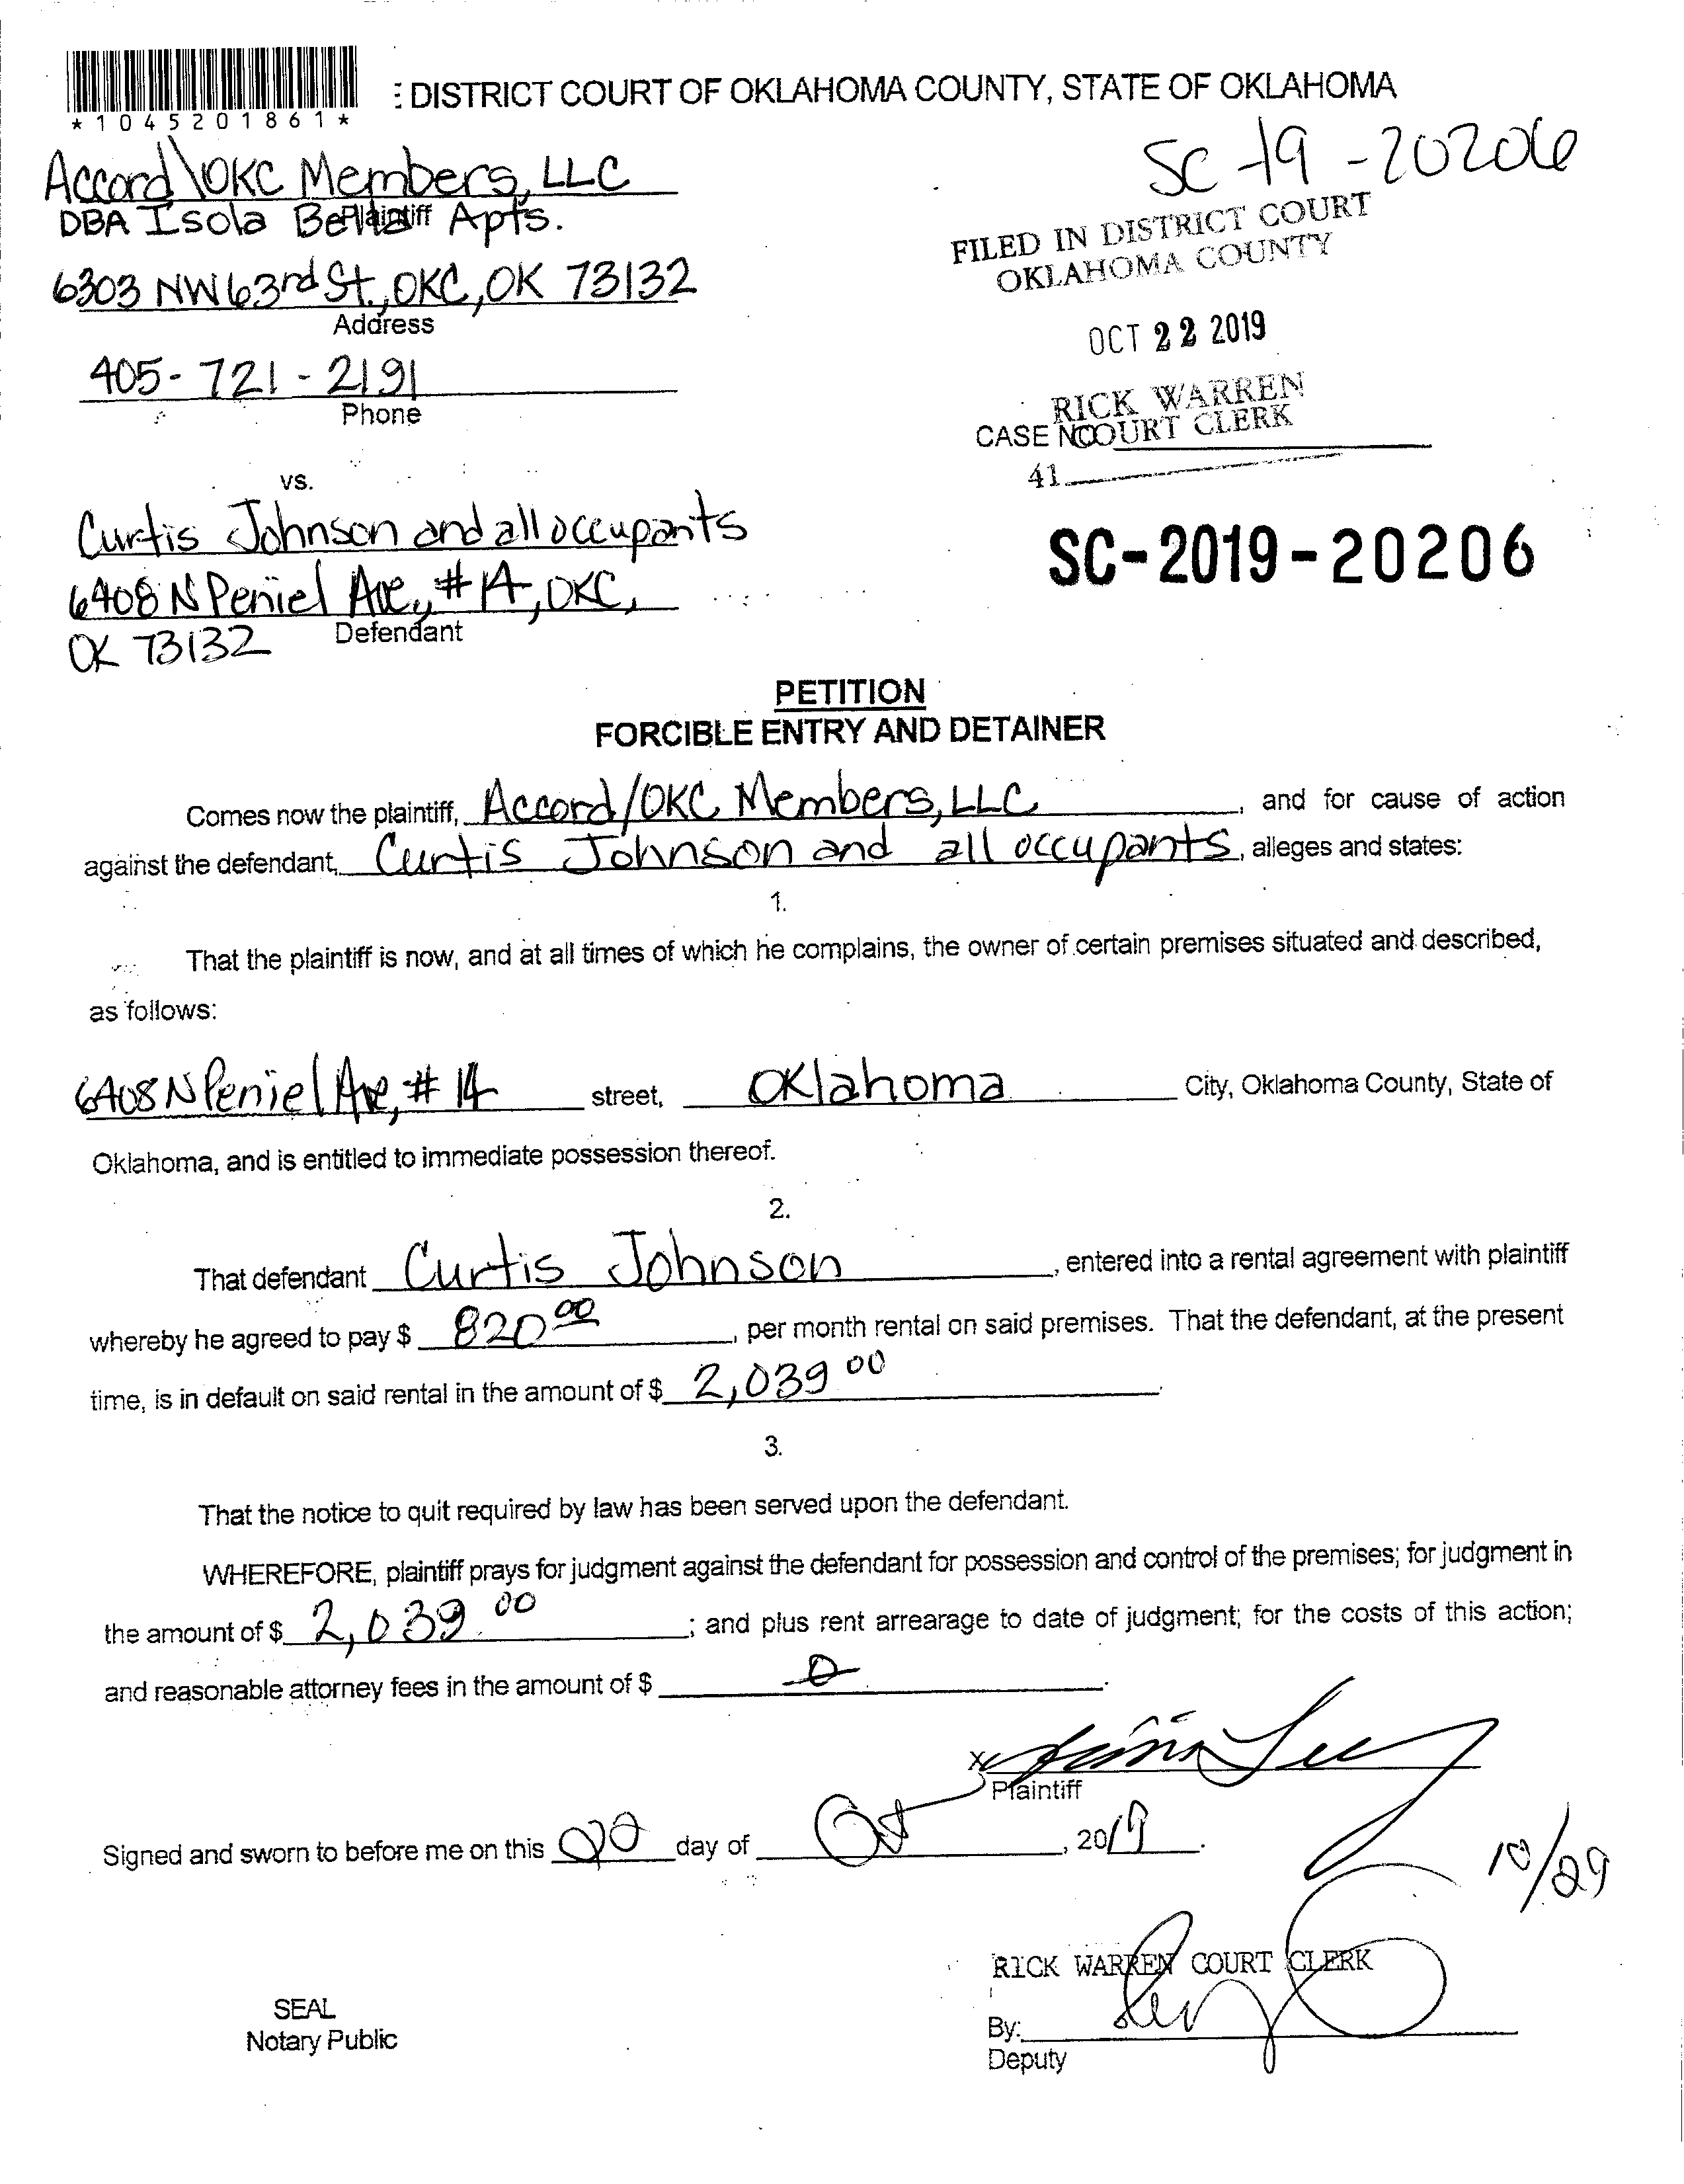 : DISTRICT COURT OF OKLAHOMA COUNTY, STATE OF OKLAHOMA
*1045201861*
SC-19-20206
Accord\OKC Members, LLC
Plaintiff
DBA Isola Bella Apts.
FILED IN DISTRICT COURT
OKLAHOMA COUNTY
6303 NW 63rd St., OKC, OK 73132
Address
OCT 22 2019
405-721-2191
Phone
RICK WARREN
COURT CLERK
CASE NO
41
vs.
Curtis Johnson and all occupants
SC-2019-20206
6408 N Peniel Ave, #14, OKC,
OK 73132
Defendant
PETITION
FORCIBLE ENTRY AND DETAINER
Comes now the plaintiff, Accord/OKC Members, LLC, and for cause of action
against the defendant, Curtis Johnson and all occupants, alleges and states:
1.
That the plaintiff is now, and at all times of which he complains, the owner of certain premises situated and described,
as follows:
6408 N Peniel Ave, #14 street, Oklahoma City, Oklahoma County, State of
Oklahoma, and is entitled to immediate possession thereof.
2.
That defendant Curtis Johnson, entered into a rental agreement with plaintiff
whereby he agreed to pay $ 820.00, per month rental on said premises. That the defendant, at the present
time, is in default on said rental in the amount of $ 2,039 00.
3.
That the notice to quit required by law has been served upon the defendant.
WHEREFORE, plaintiff prays for judgment against the defendant for possession and control of the premises; for judgment in
the amount of $ 2,039.00; and plus rent arrearage to date of judgment; for the costs of this action;
and reasonable attorney fees in the amount of $ 0.
X
Plaintiff
Signed and sworn to before me on this 22 day of Oct, 2019.
10/29
RICK WARREN COURT CLERK
SEAL
Notary Public
By:
Deputy